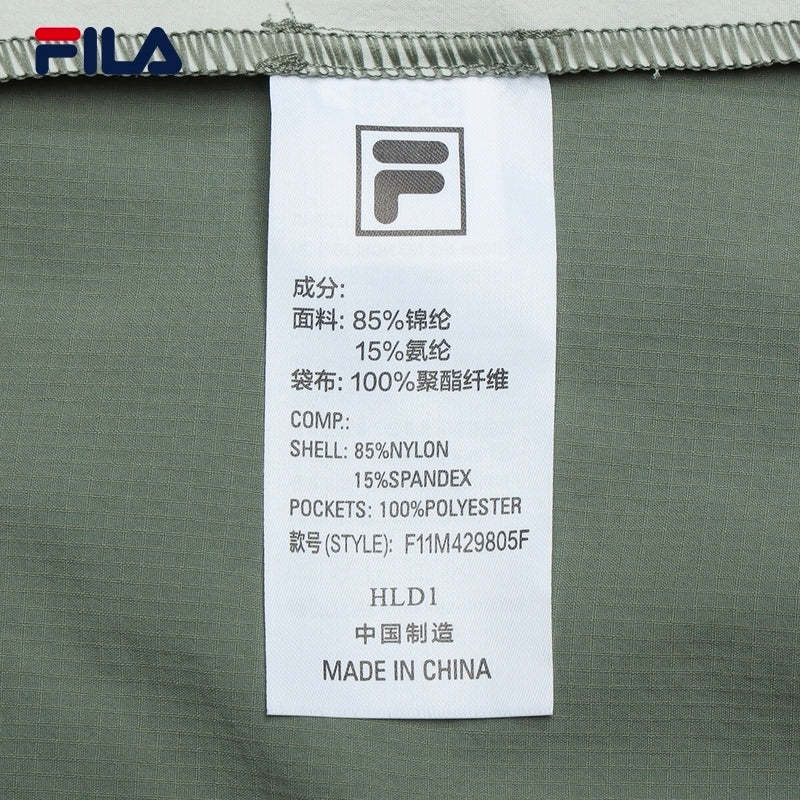 FILA
F
成分:
面料: 85%锦纶
15%氨纶
袋布: 100%聚酯纤维
COMP.:
SHELL: 85%NYLON
15%SPANDEX
POCKETS: 100%POLYESTER
款号(STYLE): F11M429805F
HLD1
中国制造
MADE IN CHINA